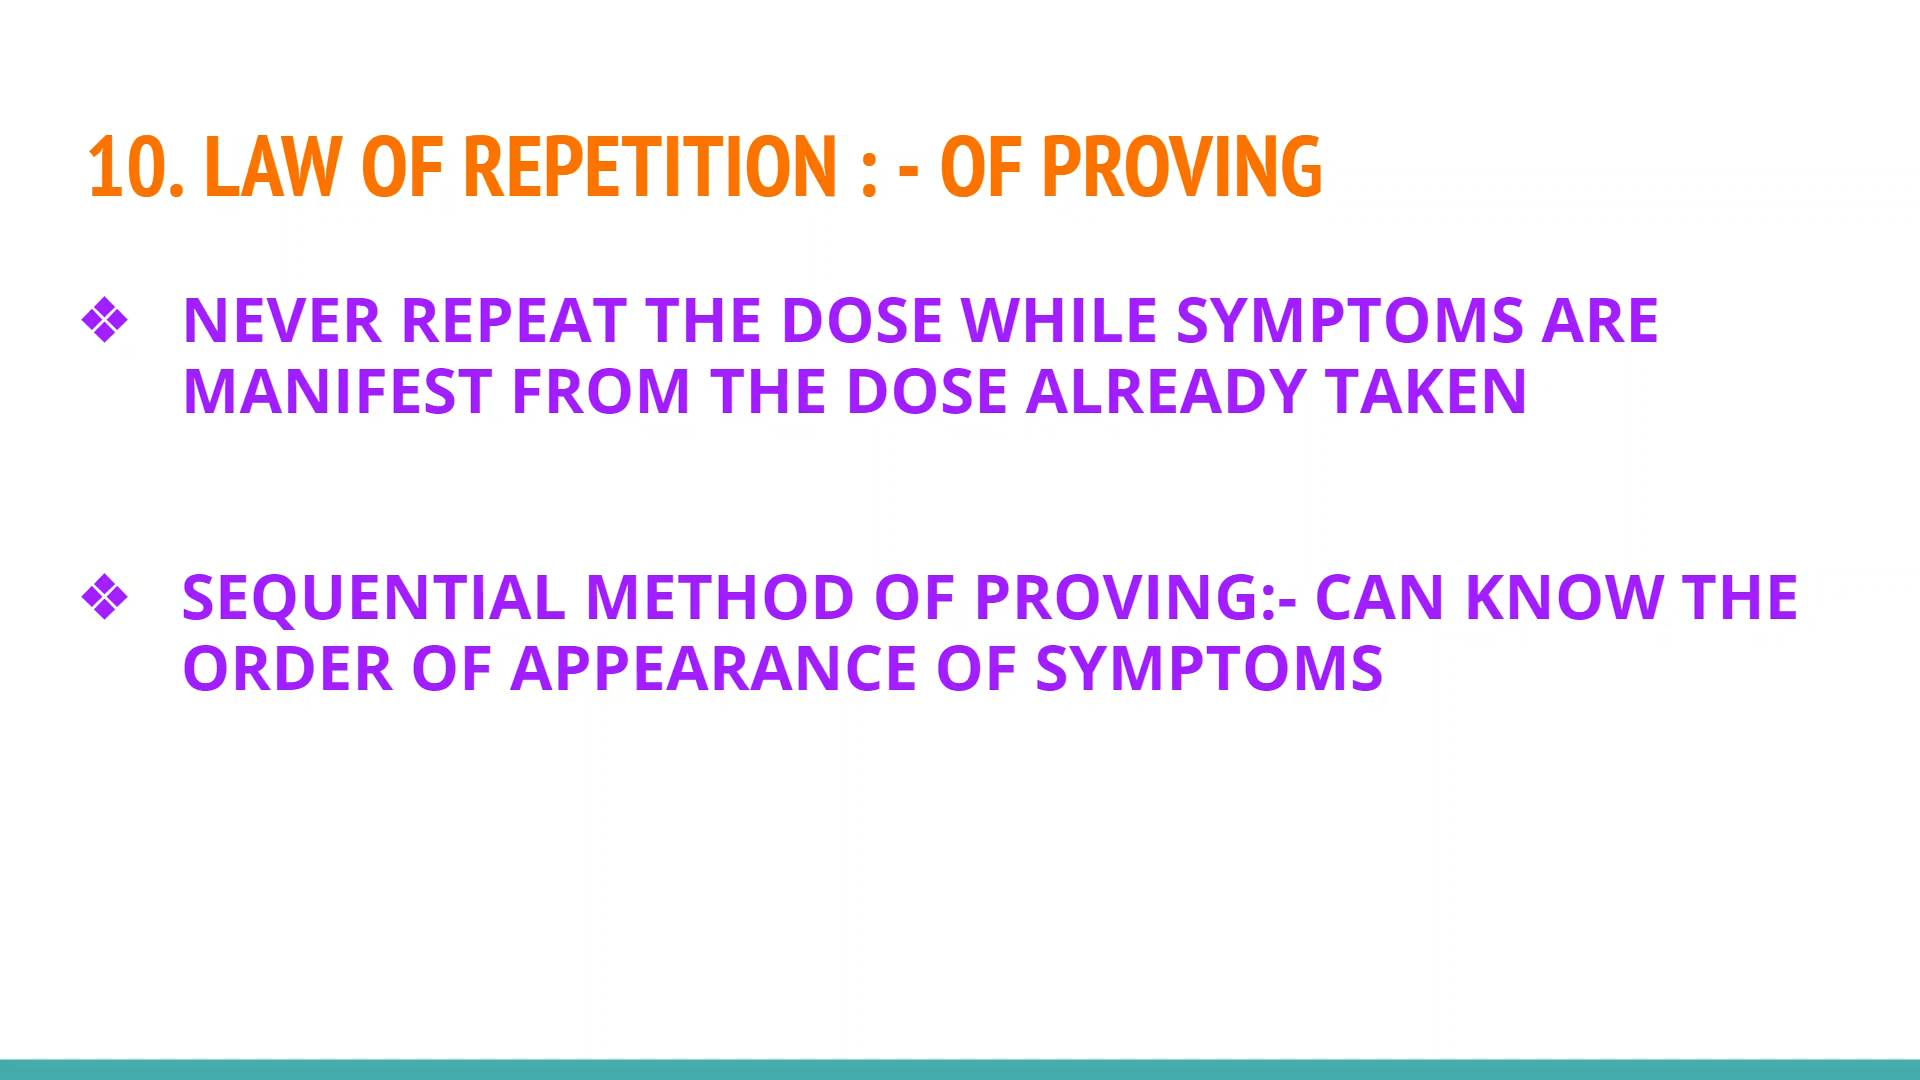 10. LAW OF REPETITION : - OF PROVING
❖ NEVER REPEAT THE DOSE WHILE SYMPTOMS ARE
MANIFEST FROM THE DOSE ALREADY TAKEN
❖ SEQUENTIAL METHOD OF PROVING:- CAN KNOW THE
ORDER OF APPEARANCE OF SYMPTOMS